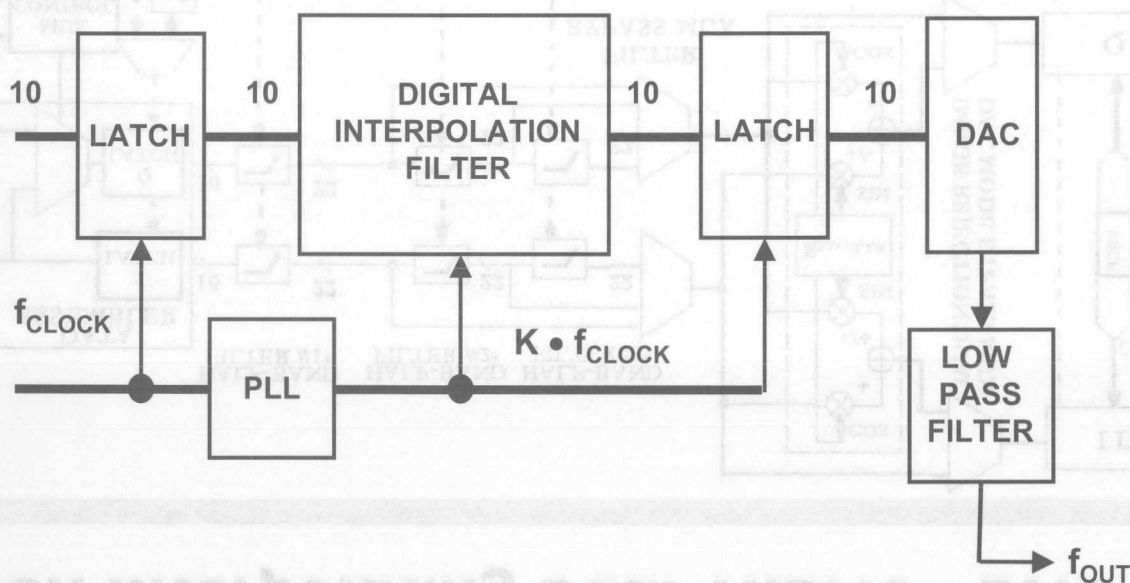 10
10
10
10
LATCH
DIGITAL
INTERPOLATION
FILTER
LATCH
DAC
fCLOCK
PLL
K • fCLOCK
LOW
PASS
FILTER
fOUT